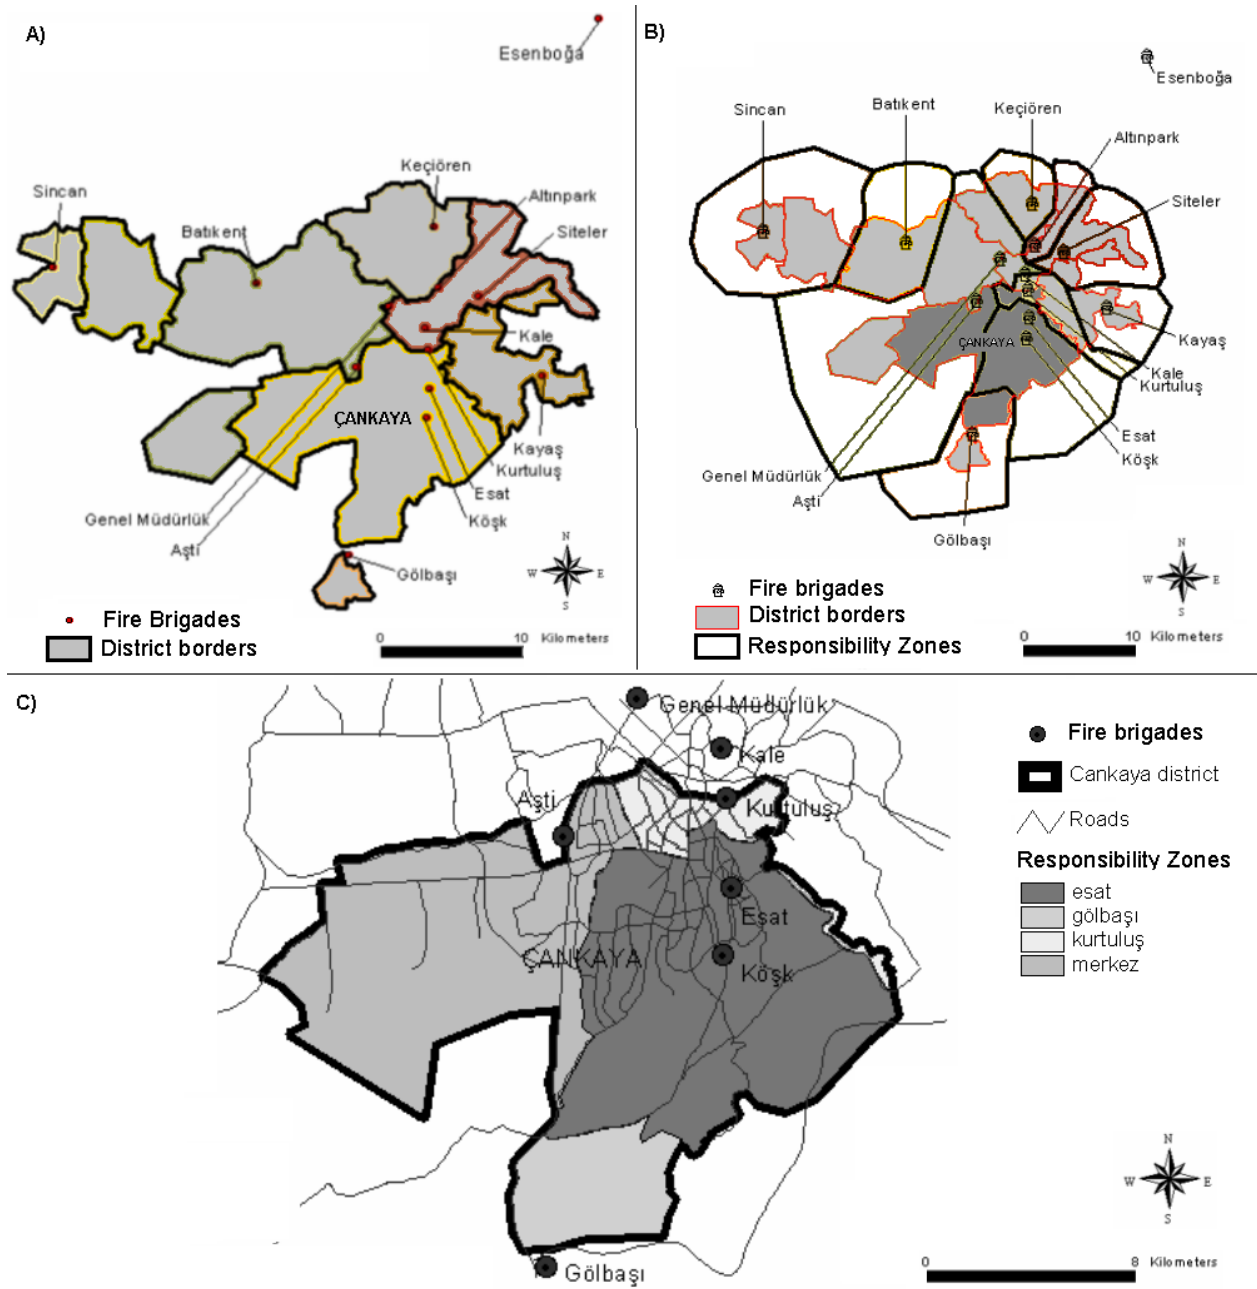 A)
Esenboğa
Keçiören
Altınpark
Sincan
Batıkent
Siteler
Kale
ÇANKAYA
Kayaş
Kurtuluş
Esat
Genel Müdürlük
Köşk
Aşti
Gölbaşı
N
W E
S
Fire Brigades
District borders
0 10 Kilometers
B)
Esenboğa
Sincan
Batıkent
Keçiören
Altınpark
Siteler
ÇANKAYA
Kayaş
Kale
Kurtuluş
Esat
Köşk
Genel Müdürlük
Aşti
Gölbaşı
N
W E
S
Fire brigades
District borders
Responsibility Zones
0 10 Kilometers
C)
Genel Müdürlük
Kale
Aşti
Kurtuluş
Esat
ÇANKAYA
Köşk
Gölbaşı
Fire brigades
Cankaya district
Roads
Responsibility Zones
esat
gölbaşı
kurtuluş
merkez
N
W E
S
0 8 Kilometers